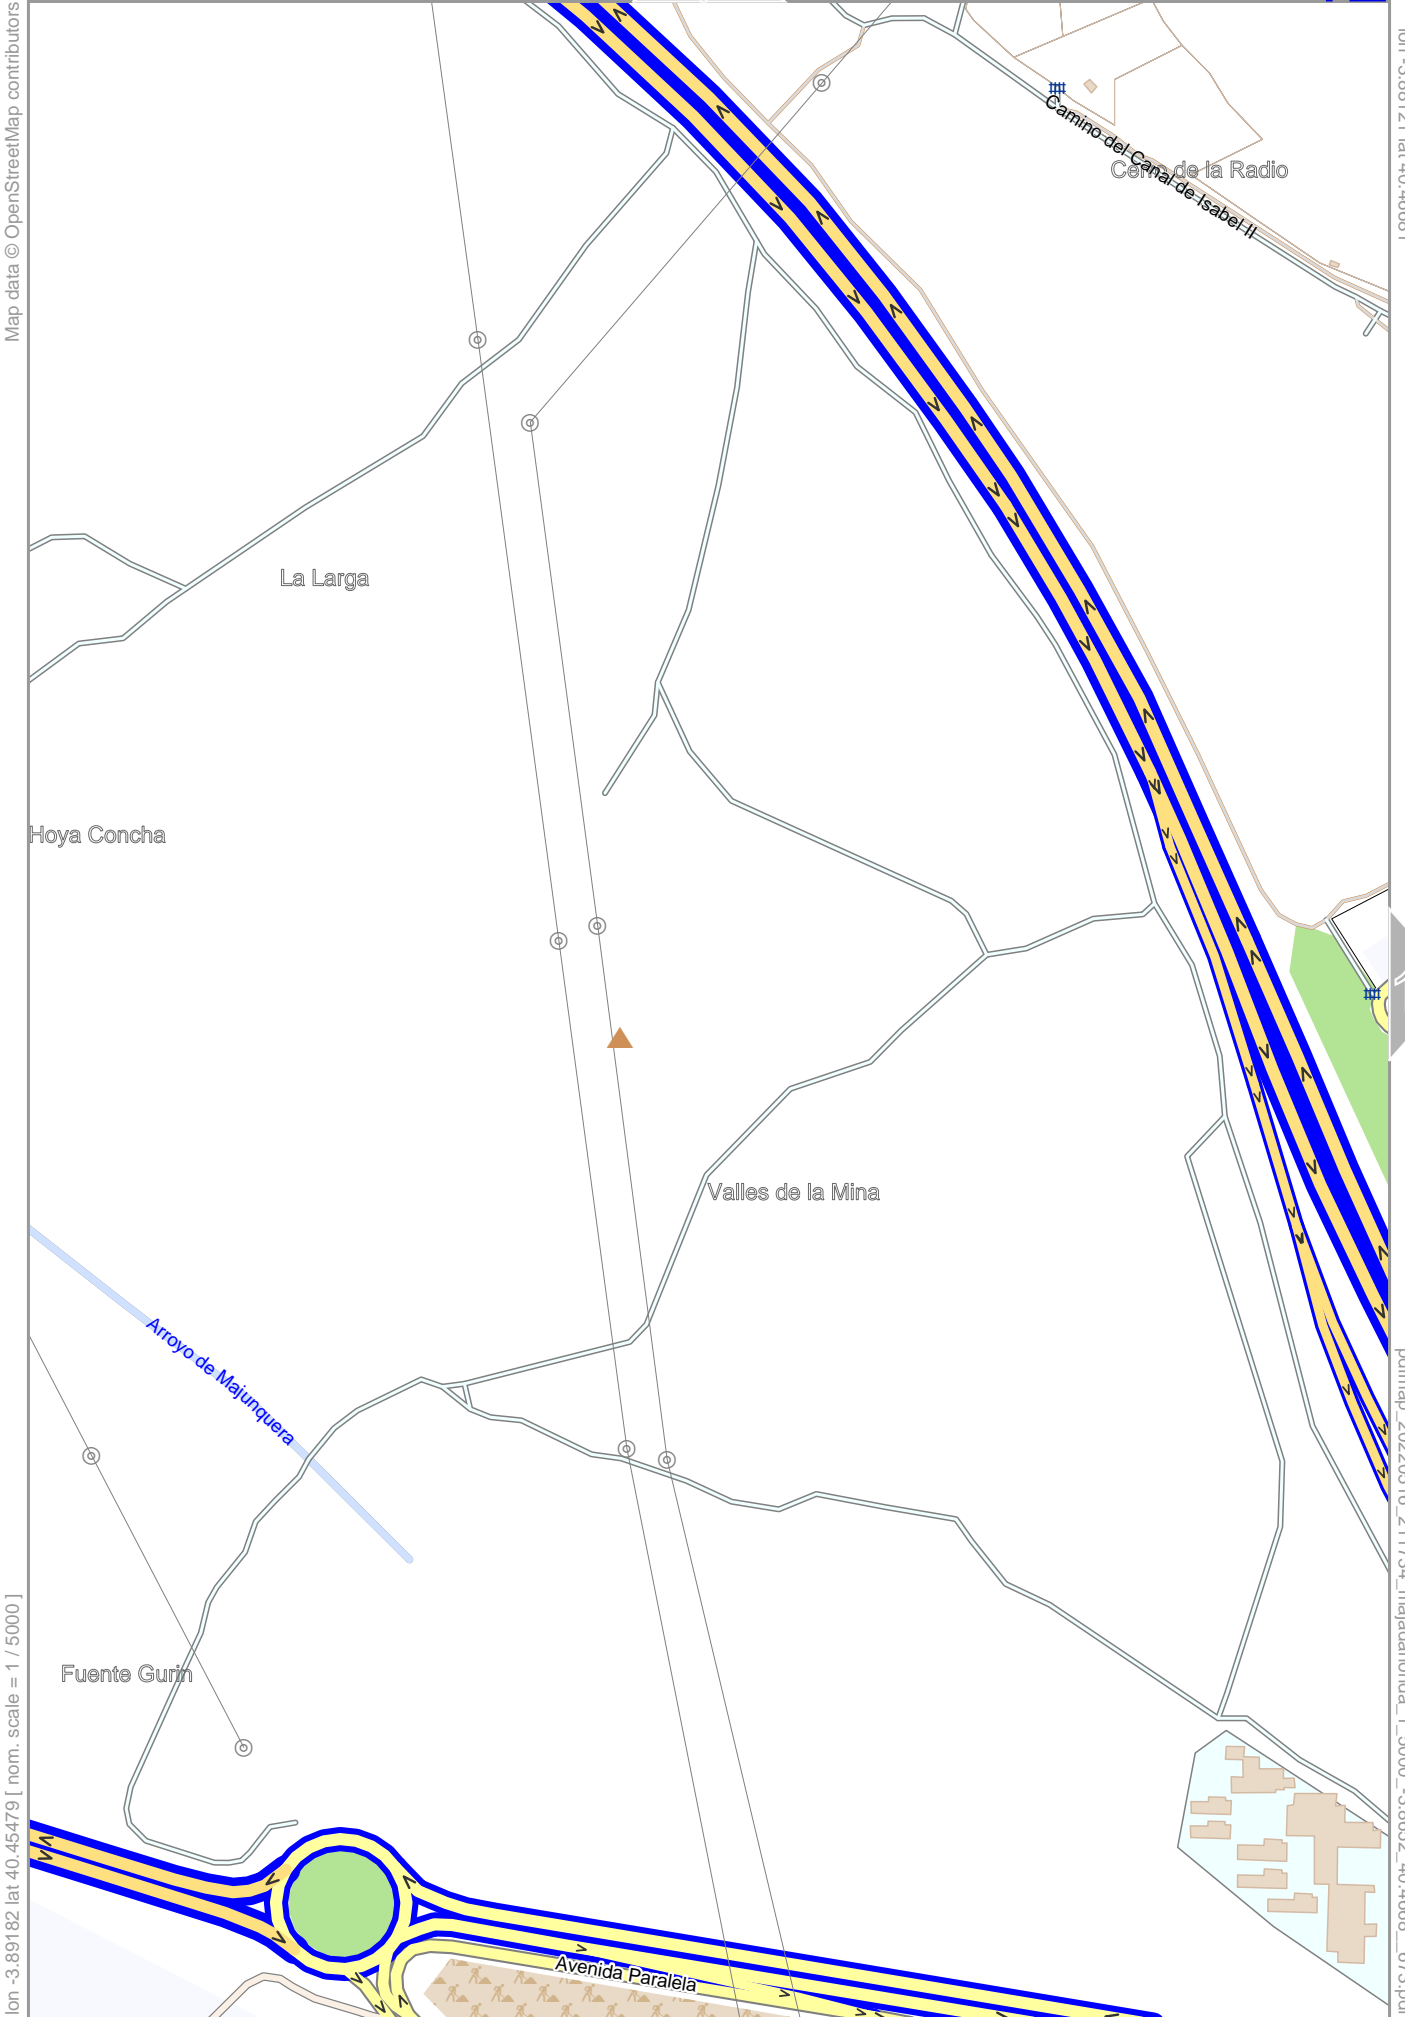 Map data © OpenStreetMap contributors
Camino del Canal de Isabel II
Cerro de la Radio
La Larga
Hoya Concha
Valles de la Mina
Arroyo de Majunquera
Fuente Gurin
Avenida Paralela
lon -3.89182 lat 40.45479 [ nom. scale = 1 / 5000 ]